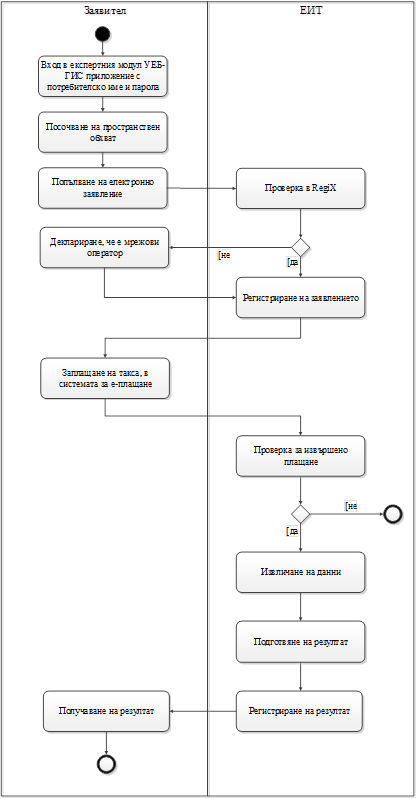 Заявител
ЕИТ
Вход в експертния модул УЕБ-
ГИС приложение с
потребителско име и парола
Посочване на пространствен
обхват
Попълване на електронно
заявление
Проверка в RegiX
Деклариране, че е мрежови
оператор
[не
[да
Регистриране на заявлението
Заплащане на такса, в
системата за е-плащане
Проверка за извършено
плащане
[не
[да
Извличане на данни
Подготвяне на резултат
Получаване на резултат
Регистриране на резултат